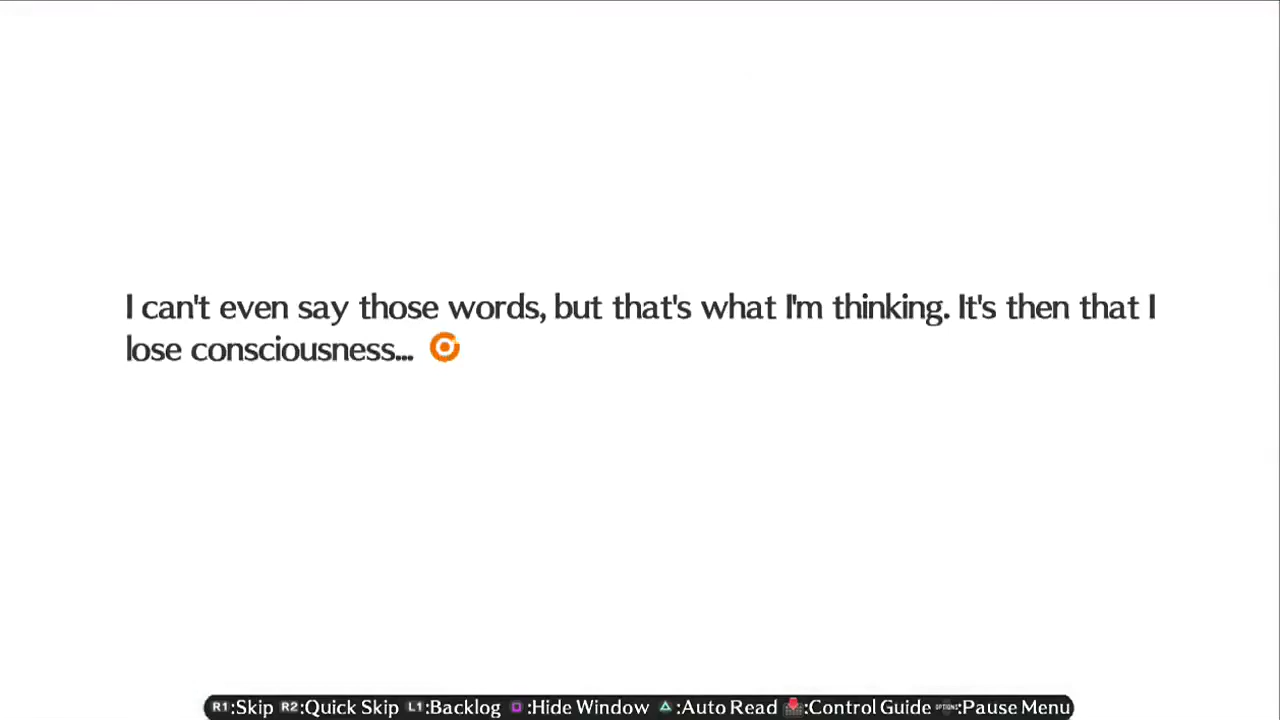 I can't even say those words, but that's what I'm thinking. It's then that I
lose consciousness...
R1:Skip R2:Quick Skip L1:Backlog :Hide Window :Auto Read :Control Guide OPTIONS:Pause Menu